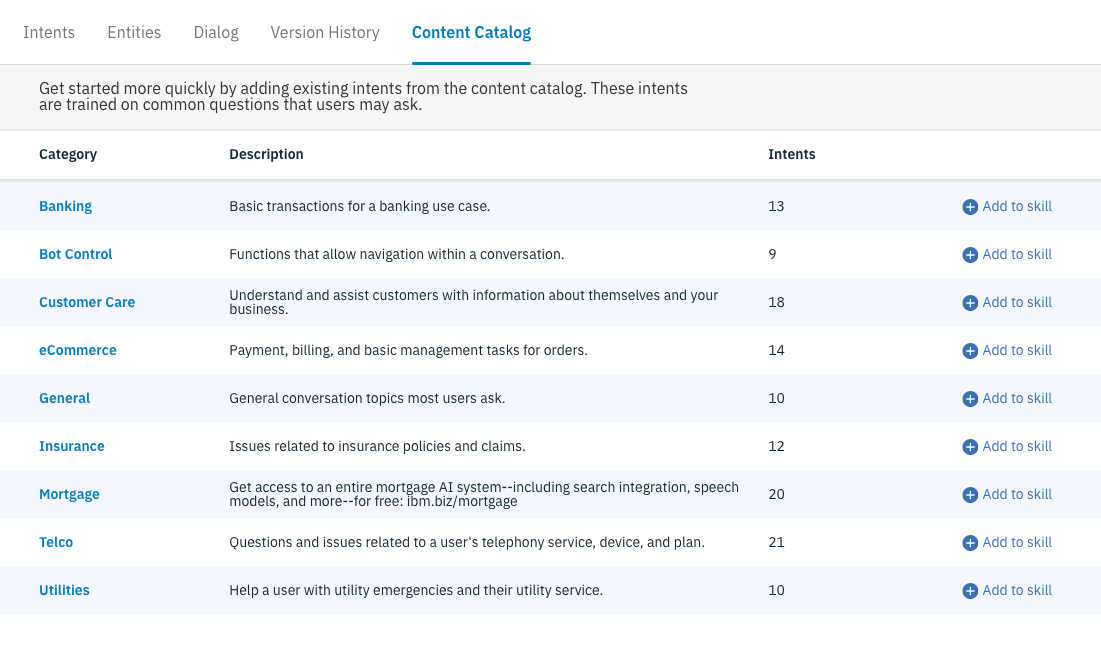 Intents Entities Dialog Version History Content Catalog
Get started more quickly by adding existing intents from the content catalog. These intents
are trained on common questions that users may ask.
Category Description Intents
Banking Basic transactions for a banking use case. 13 Add to skill
Bot Control Functions that allow navigation within a conversation. 9 Add to skill
Customer Care Understand and assist customers with information about themselves and your
business. 18 Add to skill
eCommerce Payment, billing, and basic management tasks for orders. 14 Add to skill
General General conversation topics most users ask. 10 Add to skill
Insurance Issues related to insurance policies and claims. 12 Add to skill
Mortgage Get access to an entire mortgage AI system--including search integration, speech
models, and more--for free: ibm.biz/mortgage 20 Add to skill
Telco Questions and issues related to a user's telephony service, device, and plan. 21 Add to skill
Utilities Help a user with utility emergencies and their utility service. 10 Add to skill